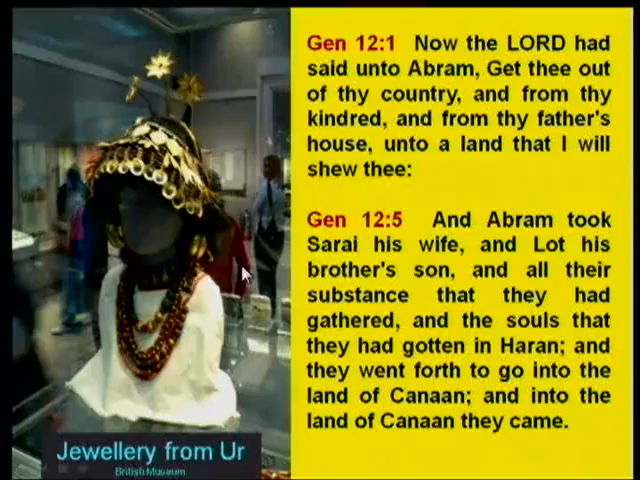 Gen 12:1 Now the LORD had
said unto Abram, Get thee out
of thy country, and from thy
kindred, and from thy father's
house, unto a land that I will
shew thee:
Gen 12:5 And Abram took
Sarai his wife, and Lot his
brother's son, and all their
substance that they had
gathered, and the souls that
they had gotten in Haran; and
they went forth to go into the
land of Canaan; and into the
land of Canaan they came.
Jewellery from Ur
British Museum